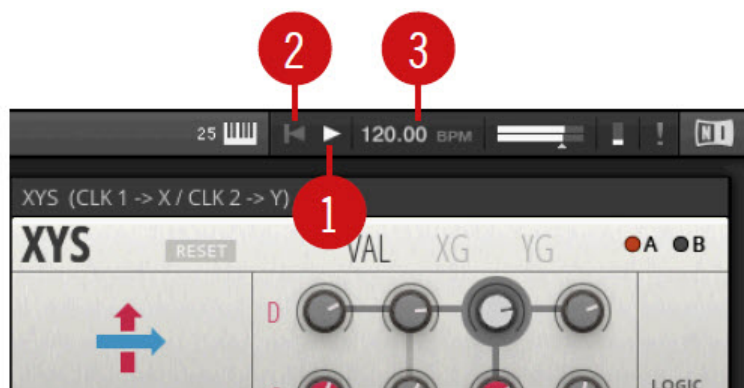 2 3
25 120.00 BPM ! NI
1
XYS (CLK 1 -> X / CLK 2 -> Y)
XYS RESET VAL XG YG A B
D
LOGIC